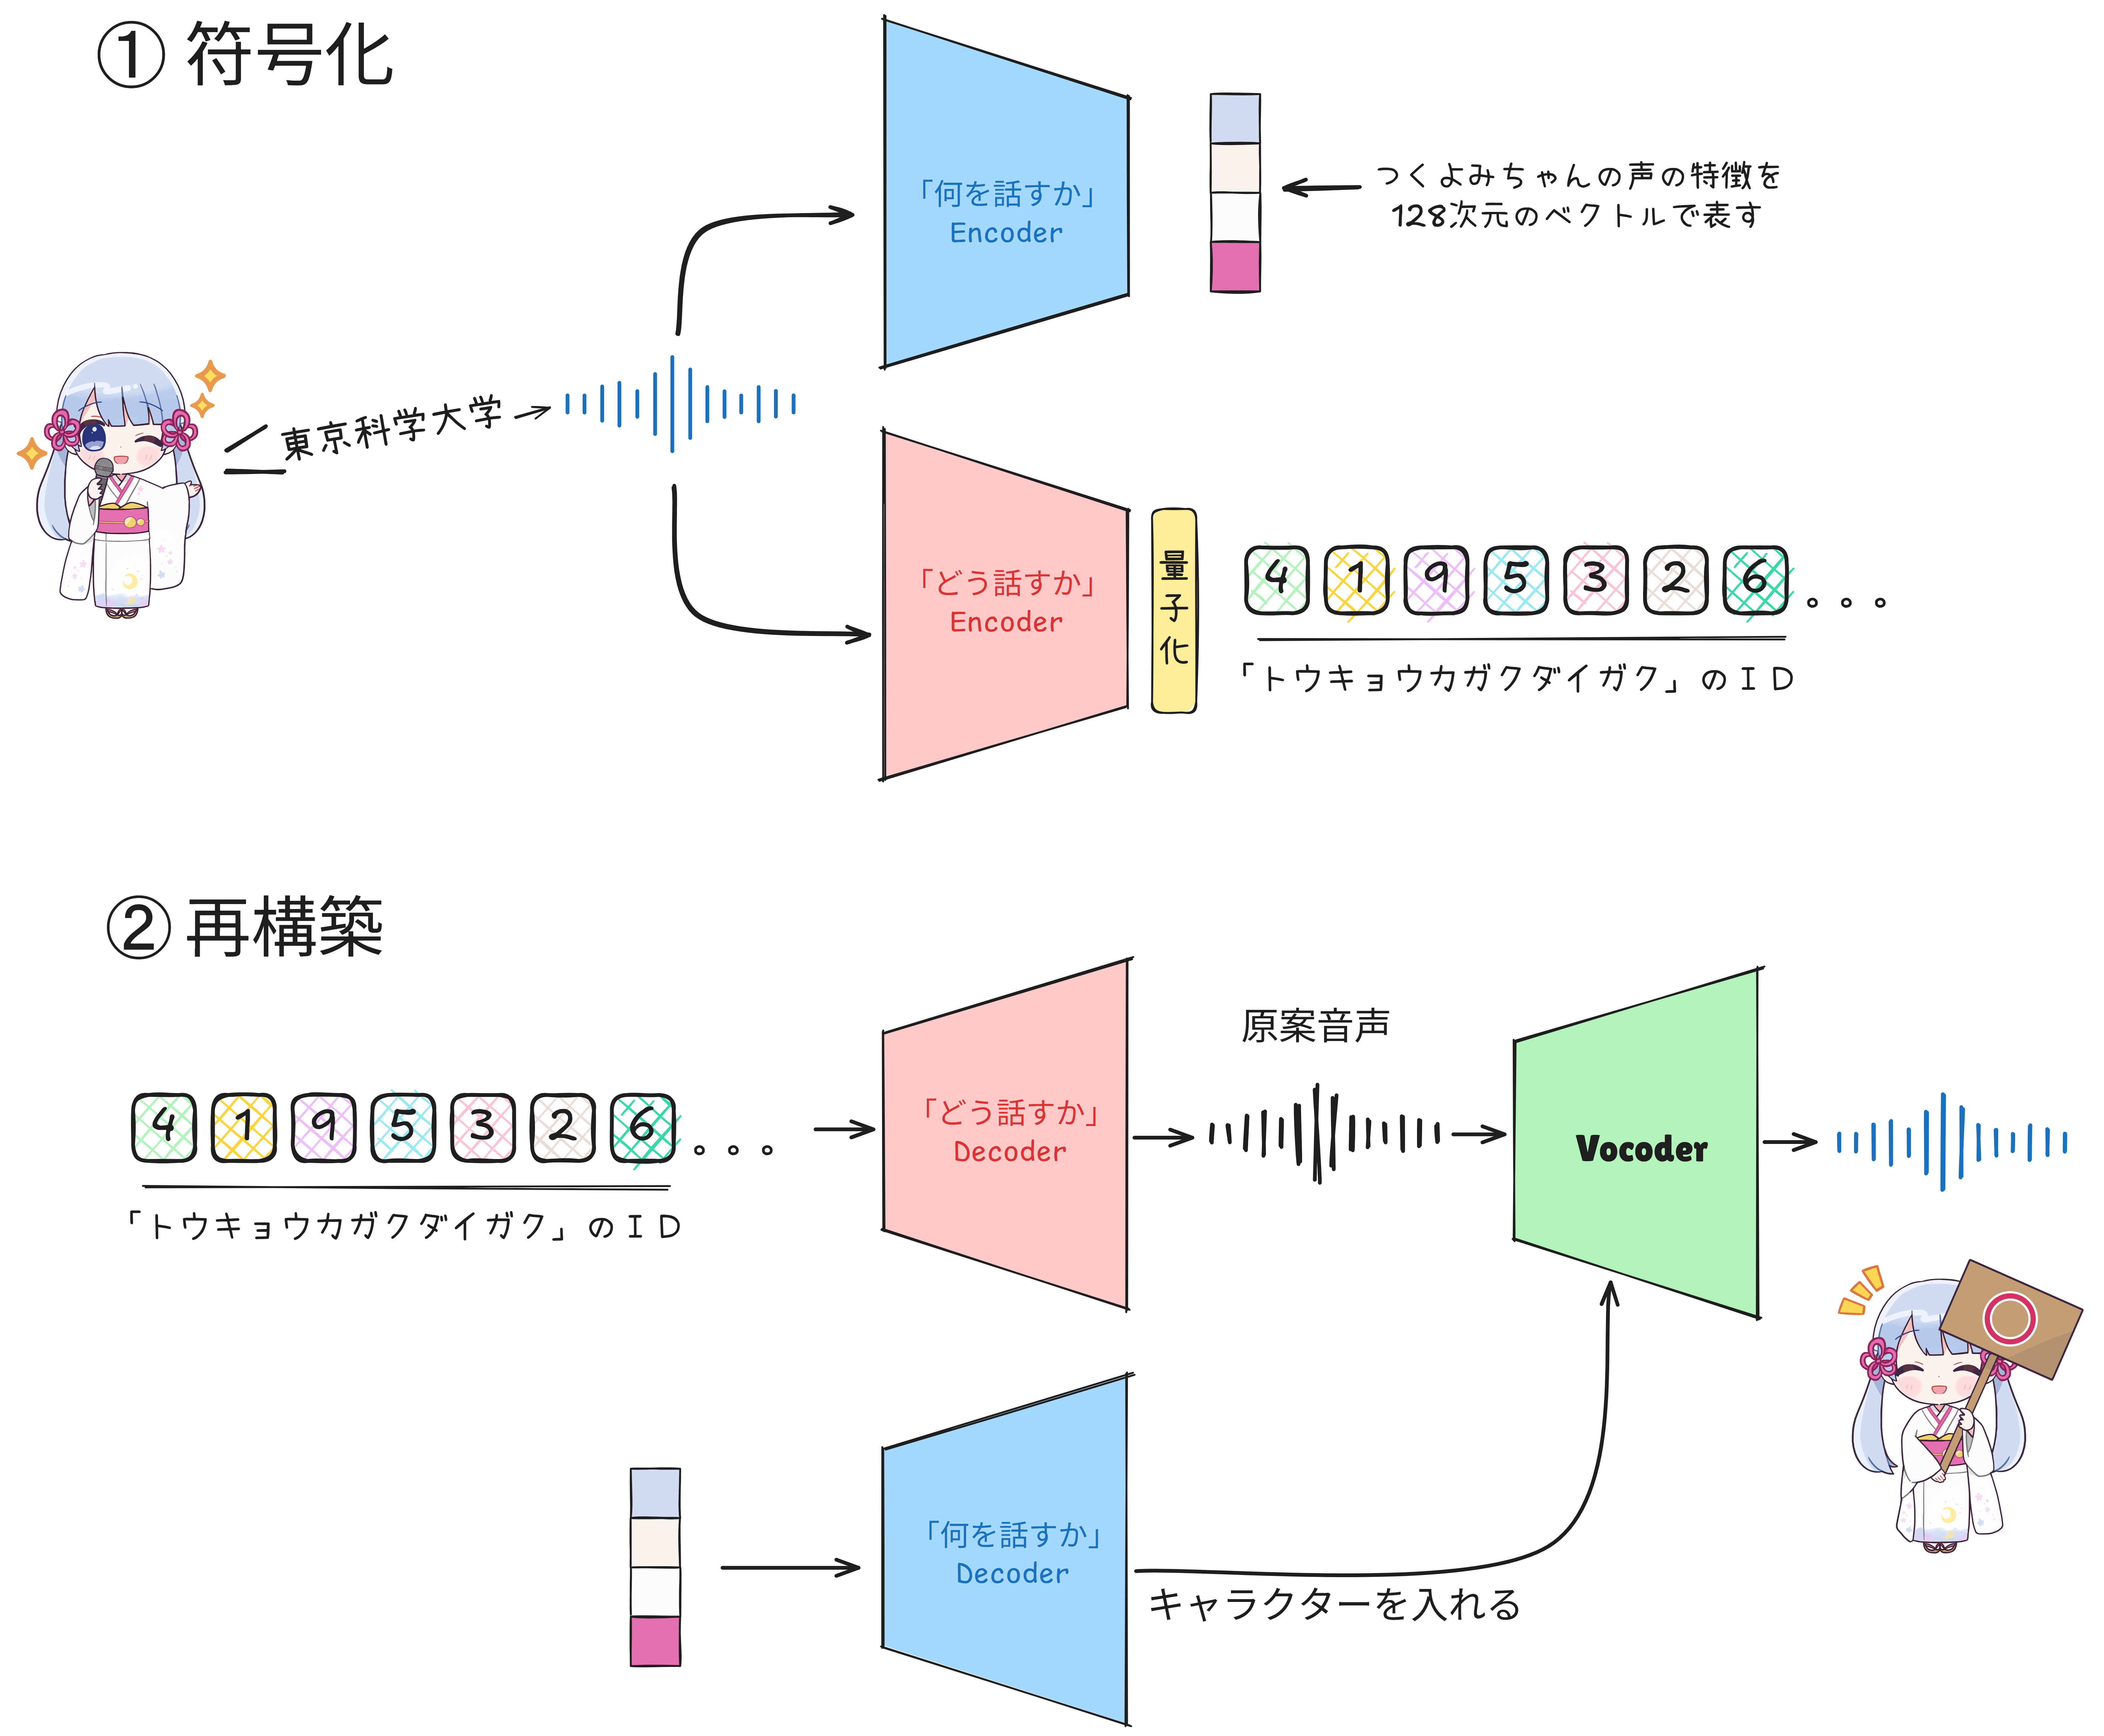 ① 符号化
「何を話すか」
Encoder
つくよみちゃんの声の特徴を
128次元のベクトルで表す
東京科学大学
「どう話すか」
Encoder
量子化
4 1 9 5 3 2 6 。。。
「トウキョウカガクダイガク」のID
② 再構築
4 1 9 5 3 2 6 。。。
「トウキョウカガクダイガク」のID
「どう話すか」
Decoder
原案音声
Vocoder
「何を話すか」
Decoder
キャラクターを入れる